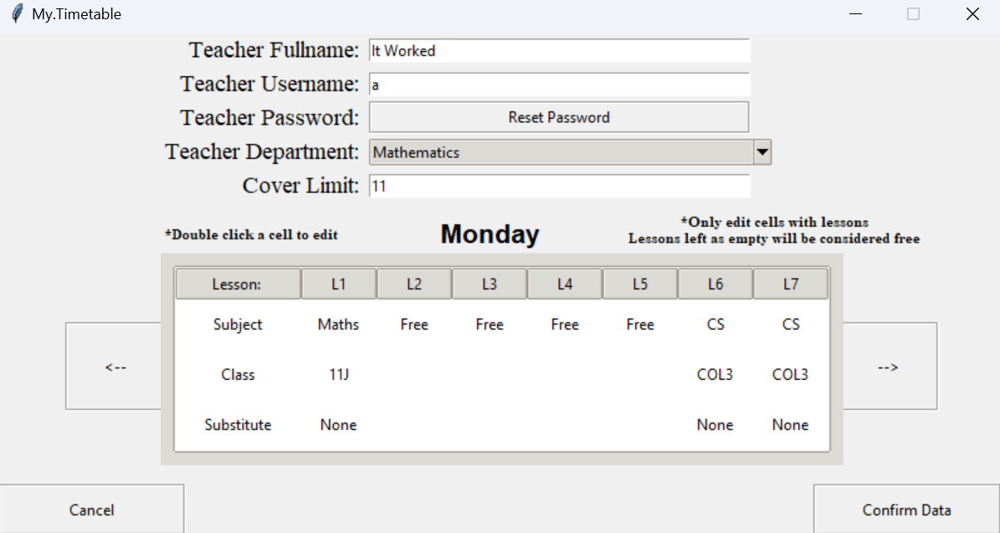 My.Timetable
Teacher Fullname: It Worked
Teacher Username: a
Teacher Password: Reset Password
Teacher Department: Mathematics
Cover Limit: 11
*Double click a cell to edit
Monday
*Only edit cells with lessons
Lessons left as empty will be considered free
Lesson: L1 L2 L3 L4 L5 L6 L7
Subject Maths Free Free Free Free CS CS
<-- Class 11J COL3 COL3 -->
Substitute None None None
Cancel Confirm Data